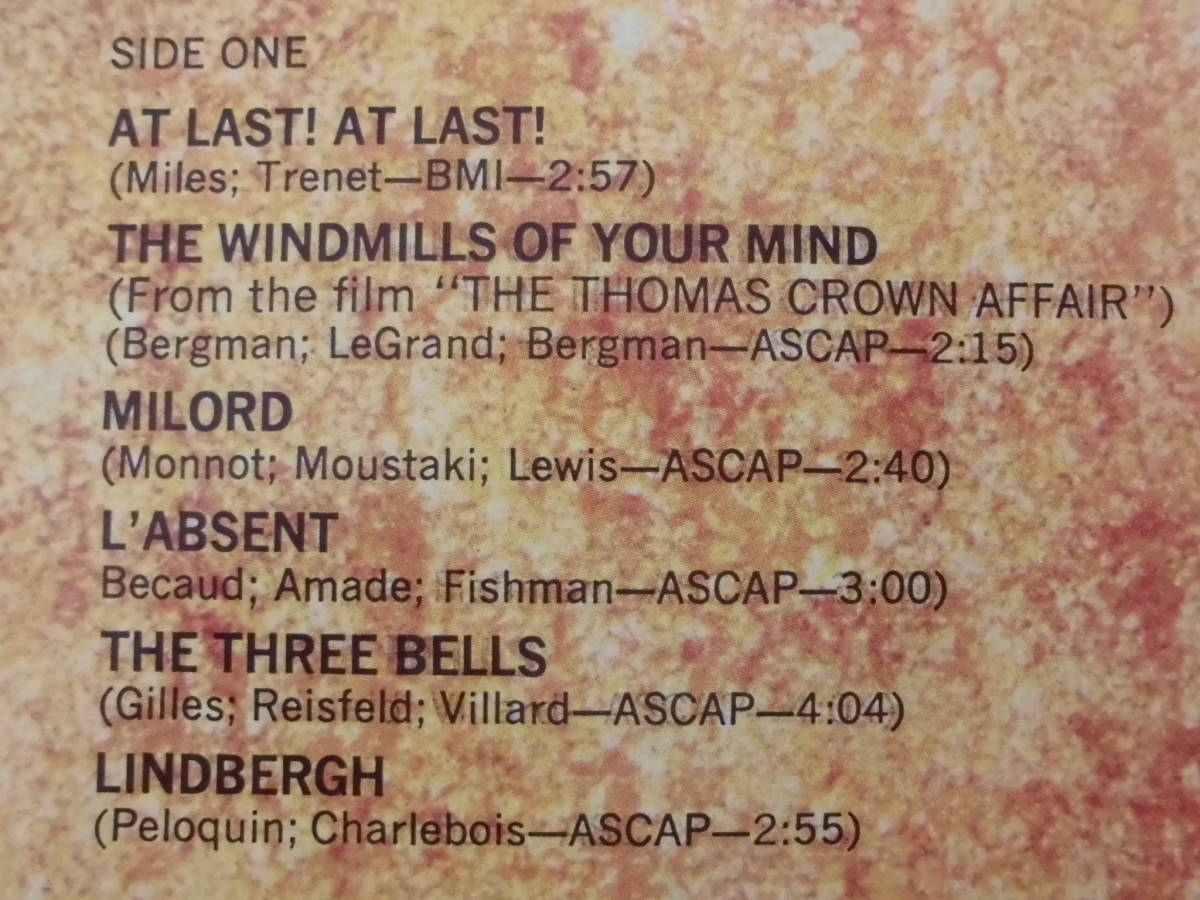 SIDE ONE
AT LAST! AT LAST!
(Miles; Trenet—BMI—2:57)
THE WINDMILLS OF YOUR MIND
(From the film “THE THOMAS CROWN AFFAIR”)
(Bergman; LeGrand; Bergman—ASCAP—2:15)
MILORD
(Monnot; Moustaki; Lewis—ASCAP—2:40)
L’ABSENT
Becaud; Amade; Fishman—ASCAP—3:00)
THE THREE BELLS
(Gilles; Reisfeld; Villard—ASCAP—4:04)
LINDBERGH
(Peloquin; Charlebois—ASCAP—2:55)